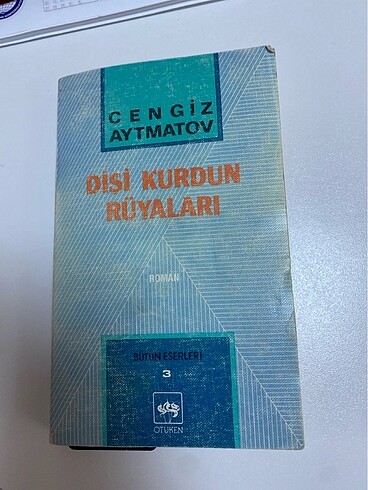 CENGİZ
AYTMATOV
DİŞİ KURDUN
RÜYALARI
ROMAN
BÜTÜN ESERLERİ
3
ÖTÜKEN